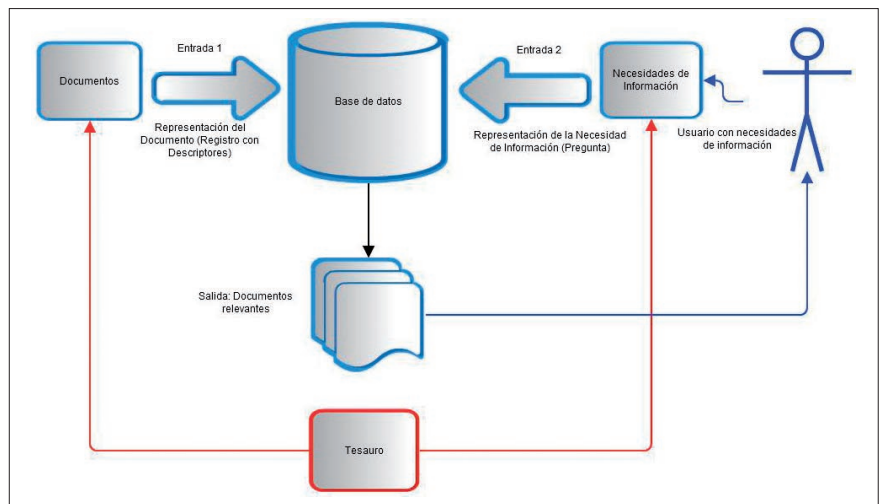 Entrada 1
Entrada 2
Documentos
Base de datos
Necesidades de
Información
Representación del
Documento (Registro con
Descriptores)
Representación de la Necesidad
de Información (Pregunta)
Usuario con necesidades
de información
Salida: Documentos
relevantes
Tesauro